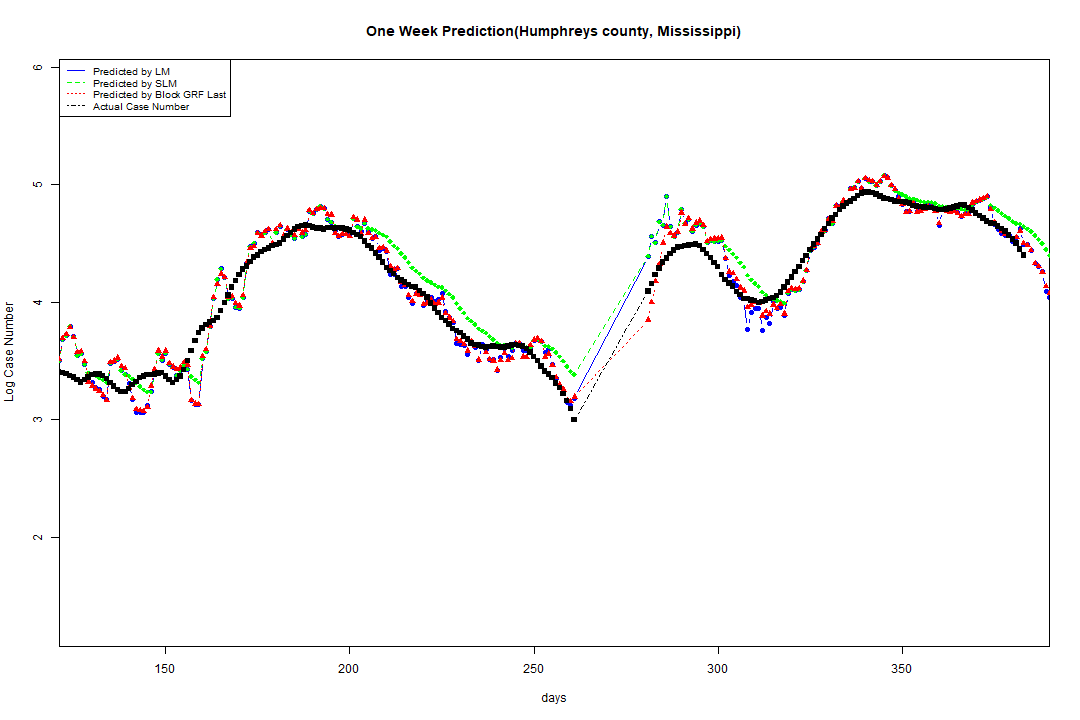 One Week Prediction(Humphreys county, Mississippi)
Predicted by LM
Predicted by SLM
Predicted by Block GRF Last
Actual Case Number
6
5
4
3
2
Log Case Number
150 200 250 300 350
days